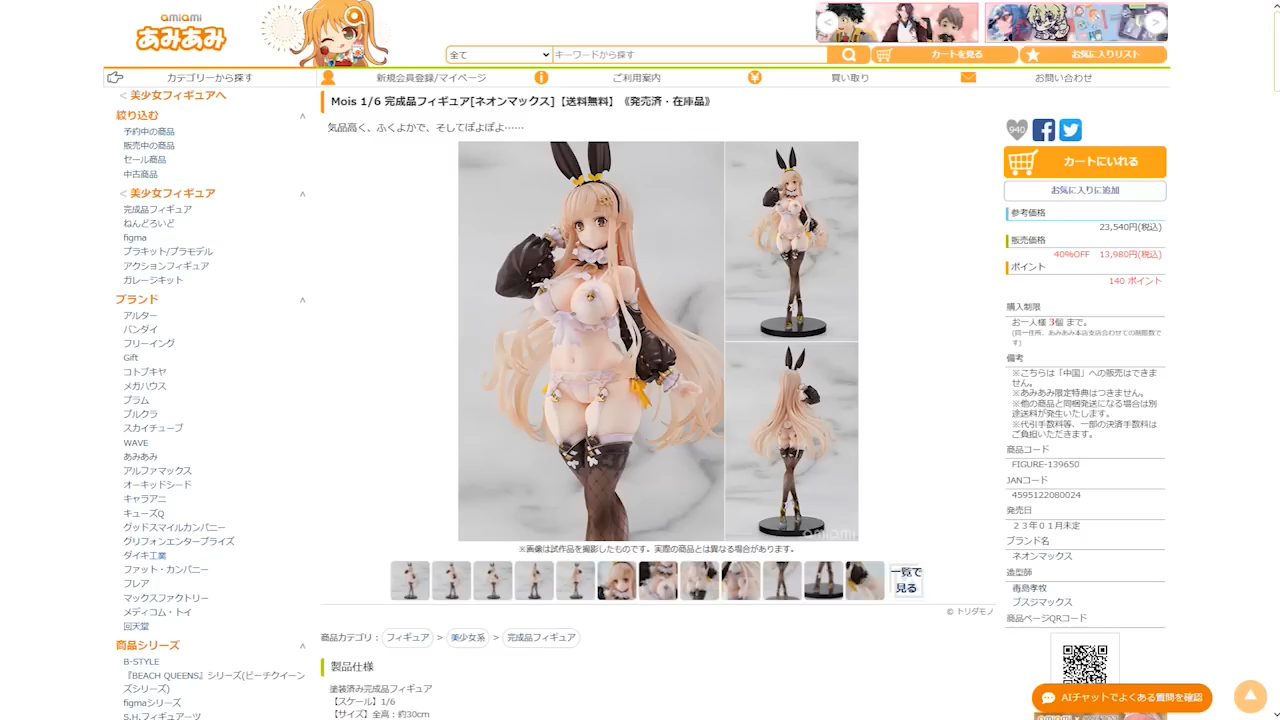 amiami
あみあみ
全て
キーワードから探す
カートを見る
お気に入りリスト
カテゴリーから探す
新規会員登録/マイページ
ご利用案内
買い取り
お問い合わせ
< 美少女フィギュアへ
絞り込む
予約中の商品
販売中の商品
セール商品
中古商品
< 美少女フィギュア
完成品フィギュア
ねんどろいど
figma
プラキット/プラモデル
アクションフィギュア
ガレージキット
ブランド
アルター
バンダイ
フリーイング
Gift
コトブキヤ
メガハウス
プラム
プルクラ
スカイチューブ
WAVE
あみあみ
アルファマックス
オーキッドシード
キャラアニ
キューズQ
グッドスマイルカンパニー
グリフォンエンタープライズ
ダイキ工業
ファット・カンパニー
フレア
マックスファクトリー
メディコム・トイ
回天堂
商品シリーズ
B-STYLE
『BEACH QUEENS』シリーズ(ビーチクイーン
ズシリーズ)
figmaシリーズ
S.H.フィギュアーツ
Mois 1/6 完成品フィギュア[ネオンマックス]【送料無料】《発売済・在庫品》
気品高く、ふくよかで、そしてぽよぽよ……
amiami
※画像は試作品を撮影したものです。実際の商品とは異なる場合があります。
一覧で
見る
© トリダモノ
商品カテゴリ： フィギュア > 美少女系 > 完成品フィギュア
製品仕様
塗装済み完成品フィギュア
【スケール】1/6
【サイズ】全高：約30cm
940
カートにいれる
お気に入りに追加
参考価格
23,540円(税込)
販売価格
40%OFF 13,980円(税込)
ポイント
140 ポイント
購入制限
お一人様 3個 まで。
(同一住所、あみあみ本店支店合わせての制限数で
す)
備考
※こちらは「中国」への販売はできま
せん。
※あみあみ限定特典はつきません。
※他の商品と同梱発送になる場合は別
途送料が発生いたします。
※代引手数料等、一部の決済手数料は
ご負担いただきます。
商品コード
FIGURE-139650
JANコード
4595122080024
発売日
２３年０１月未定
ブランド名
ネオンマックス
造型師
毒島孝牧
ブスジマックス
商品ページQRコード
AIチャットでよくある質問を確認